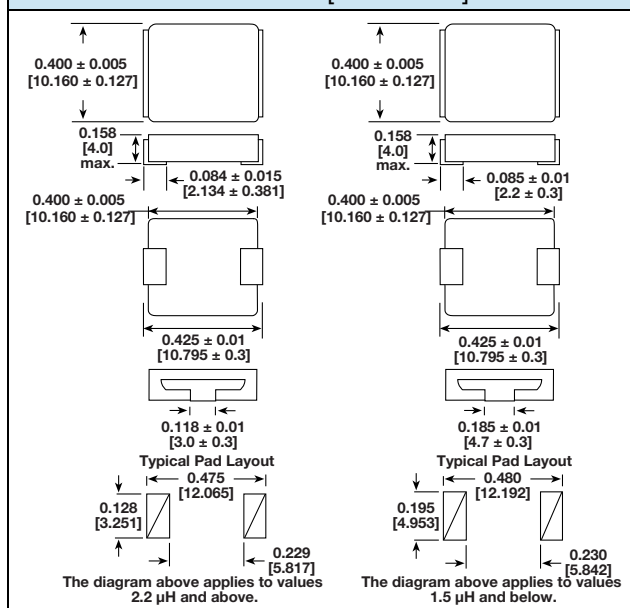 0.400 ± 0.005
[10.160 ± 0.127]
0.158
[4.0]
max.
0.084 ± 0.015
[2.134 ± 0.381]
0.400 ± 0.005
[10.160 ± 0.127]
0.425 ± 0.01
[10.795 ± 0.3]
0.118 ± 0.01
[3.0 ± 0.3]
Typical Pad Layout
0.475
[12.065]
0.128
[3.251]
0.229
[5.817]
The diagram above applies to values
2.2 µH and above.
0.400 ± 0.005
[10.160 ± 0.127]
0.158
[4.0]
max.
0.085 ± 0.01
[2.2 ± 0.3]
0.400 ± 0.005
[10.160 ± 0.127]
0.425 ± 0.01
[10.795 ± 0.3]
0.185 ± 0.01
[4.7 ± 0.3]
Typical Pad Layout
0.480
[12.192]
0.195
[4.953]
0.230
[5.842]
The diagram above applies to values
1.5 µH and below.